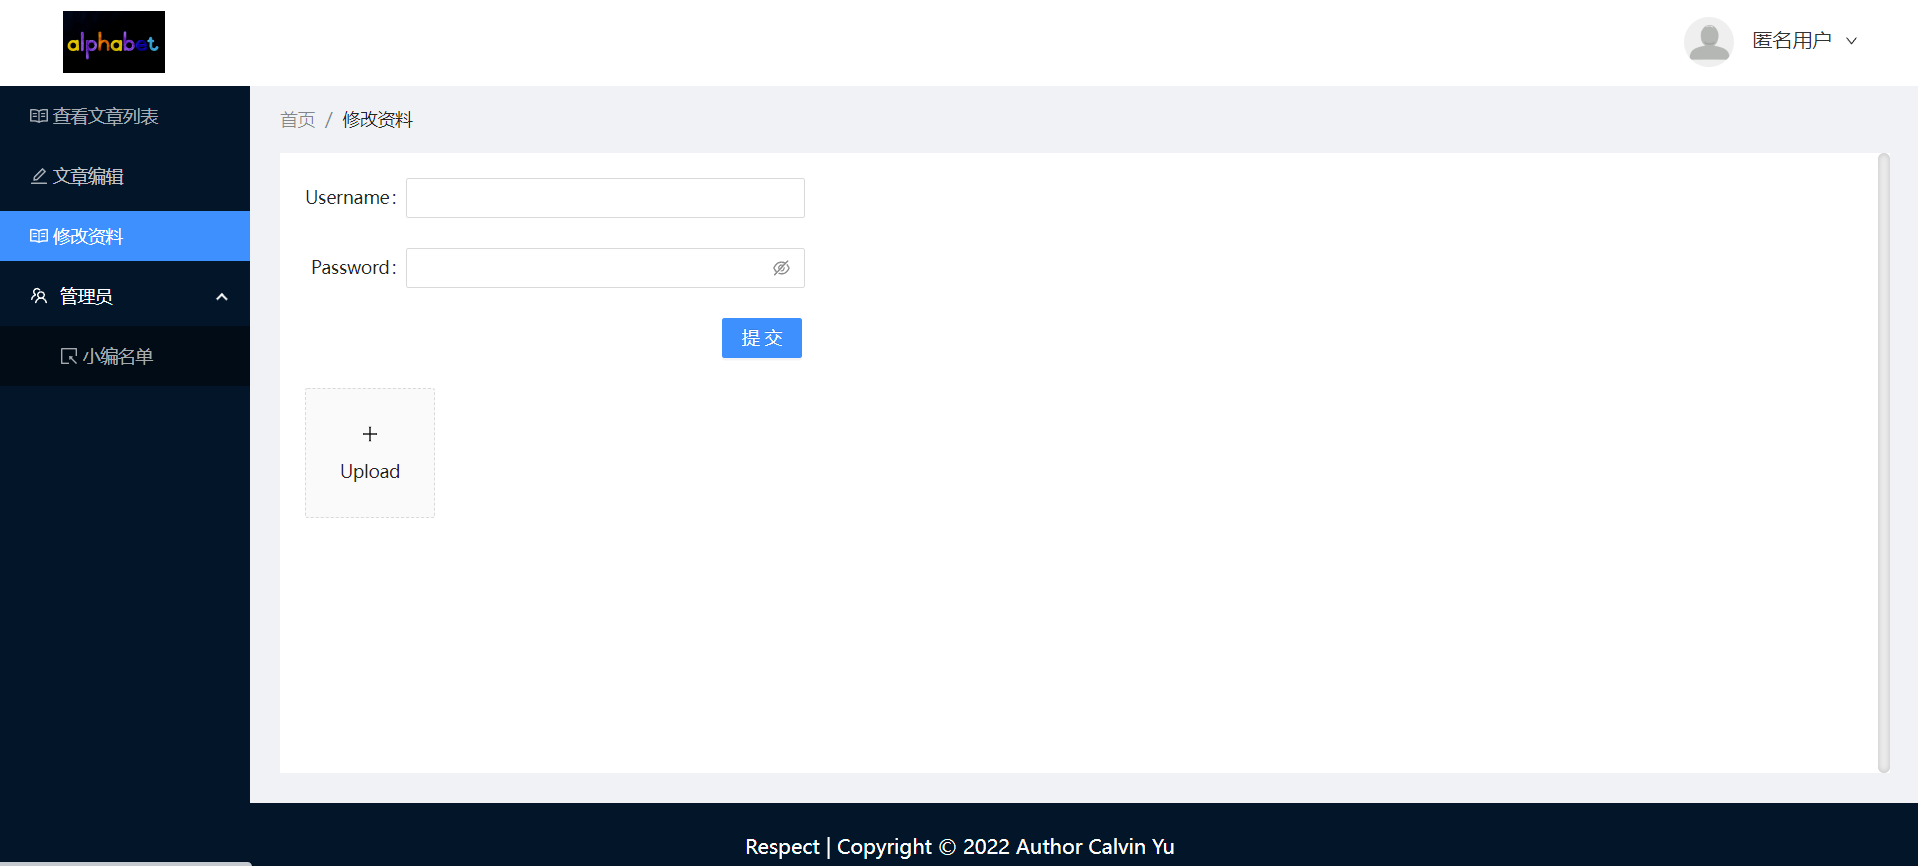 alphabet
匿名用户
查看文章列表
文章编辑
修改资料
管理员
小编名单
首页 / 修改资料
Username:
Password:
提交
Upload
Respect | Copyright © 2022 Author Calvin Yu